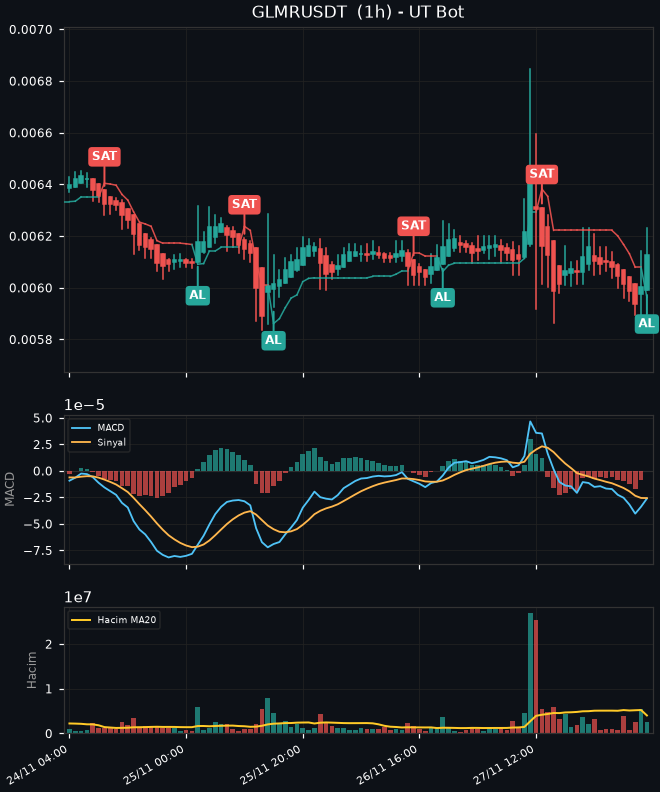 GLMRUSDT  (1h) - UT Bot
0.0070
0.0068
0.0066
0.0064
0.0062
0.0060
0.0058
SAT
AL
SAT
AL
SAT
AL
SAT
AL
1e−5
MACD
Sinyal
5.0
2.5
0.0
−2.5
−5.0
−7.5
MACD
1e7
Hacim MA20
2
1
0
Hacim
24/11 04:00
25/11 00:00
25/11 20:00
26/11 16:00
27/11 12:00